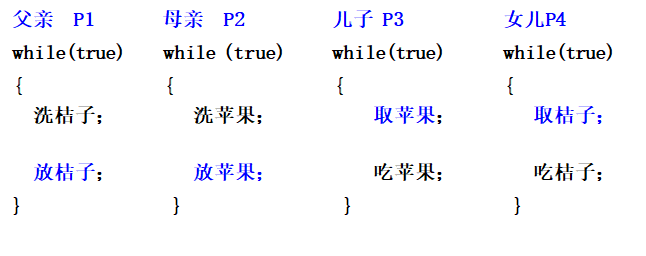 父亲 P1 母亲 P2 儿子 P3 女儿P4
while(true) while (true) while(true) while(true)
{ { { {
洗桔子; 洗苹果; 取苹果; 取桔子;
放桔子; 放苹果; 吃苹果; 吃桔子;
} } } }